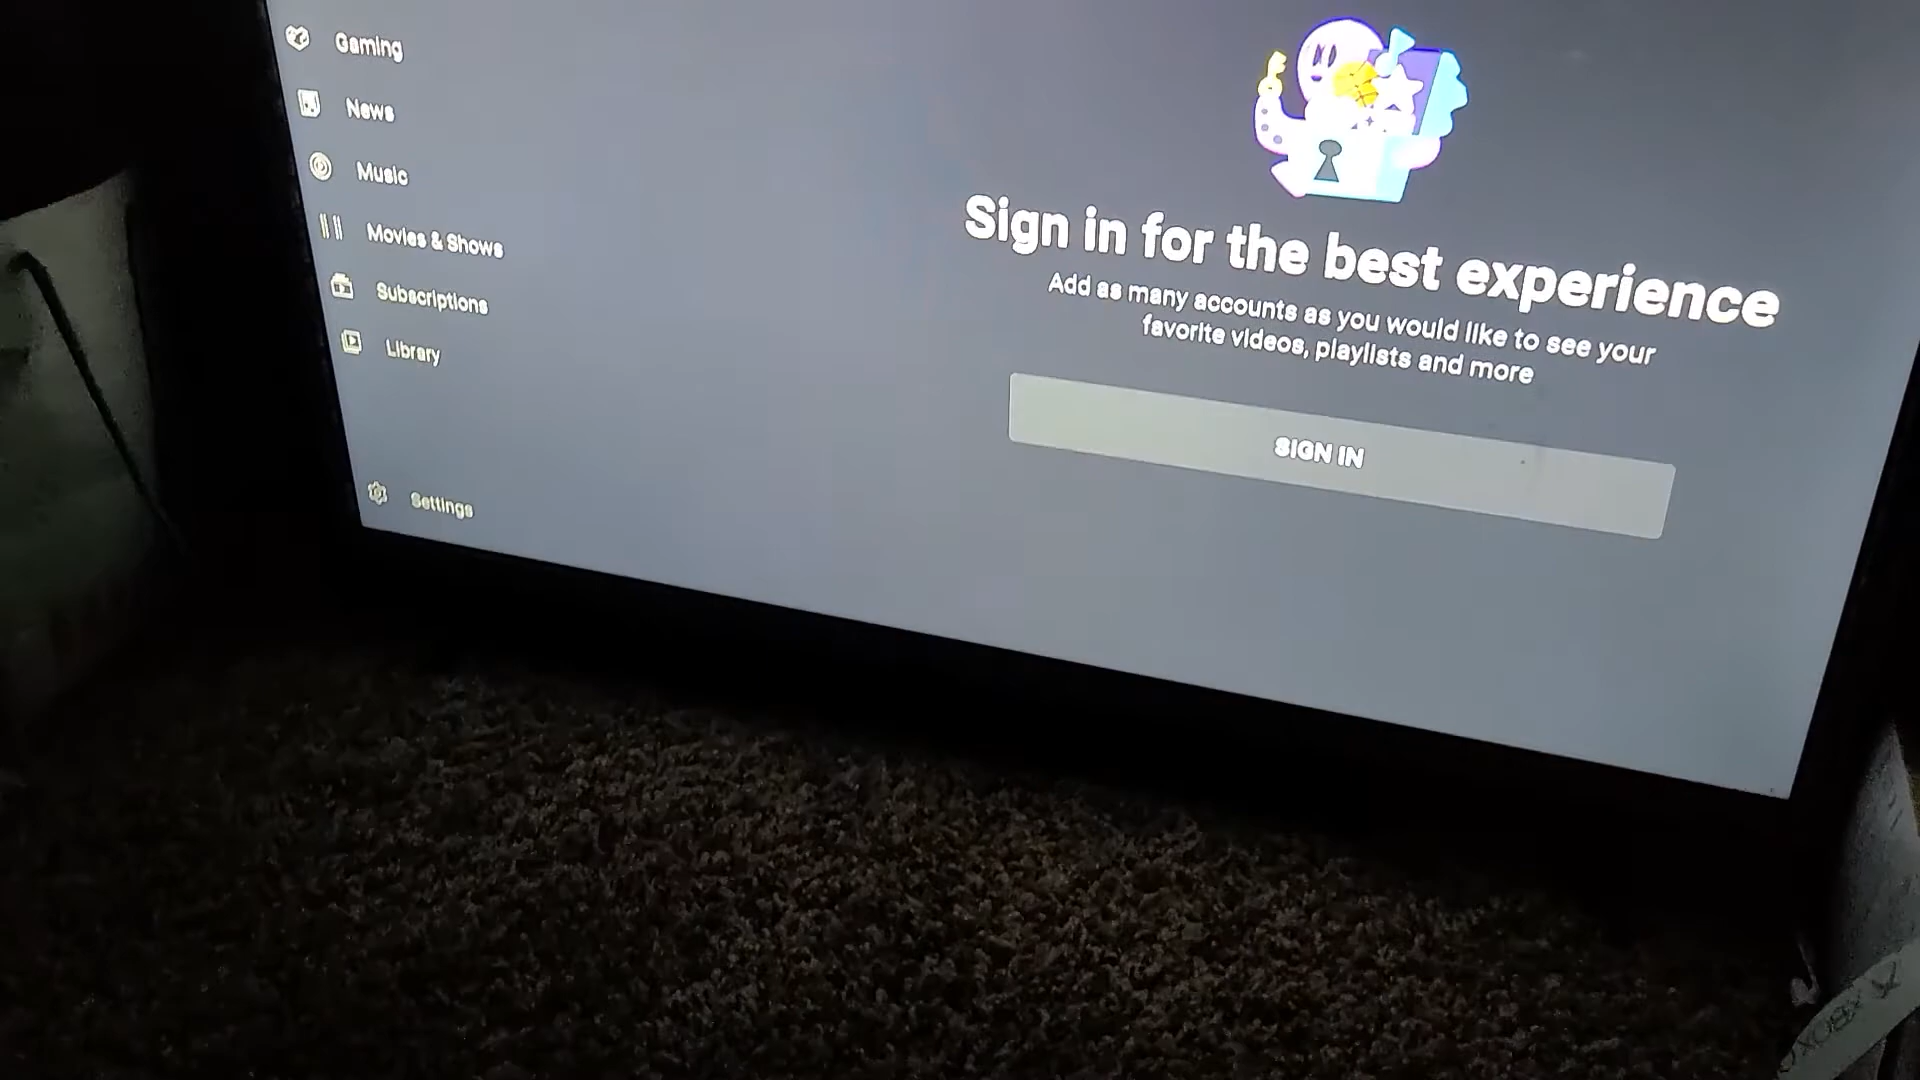 Gaming
News
Music
Movies & Shows
Subscriptions
Library
Settings
Sign in for the best experience
Add as many accounts as you would like to see your
favorite videos, playlists and more
SIGN IN
XBOX